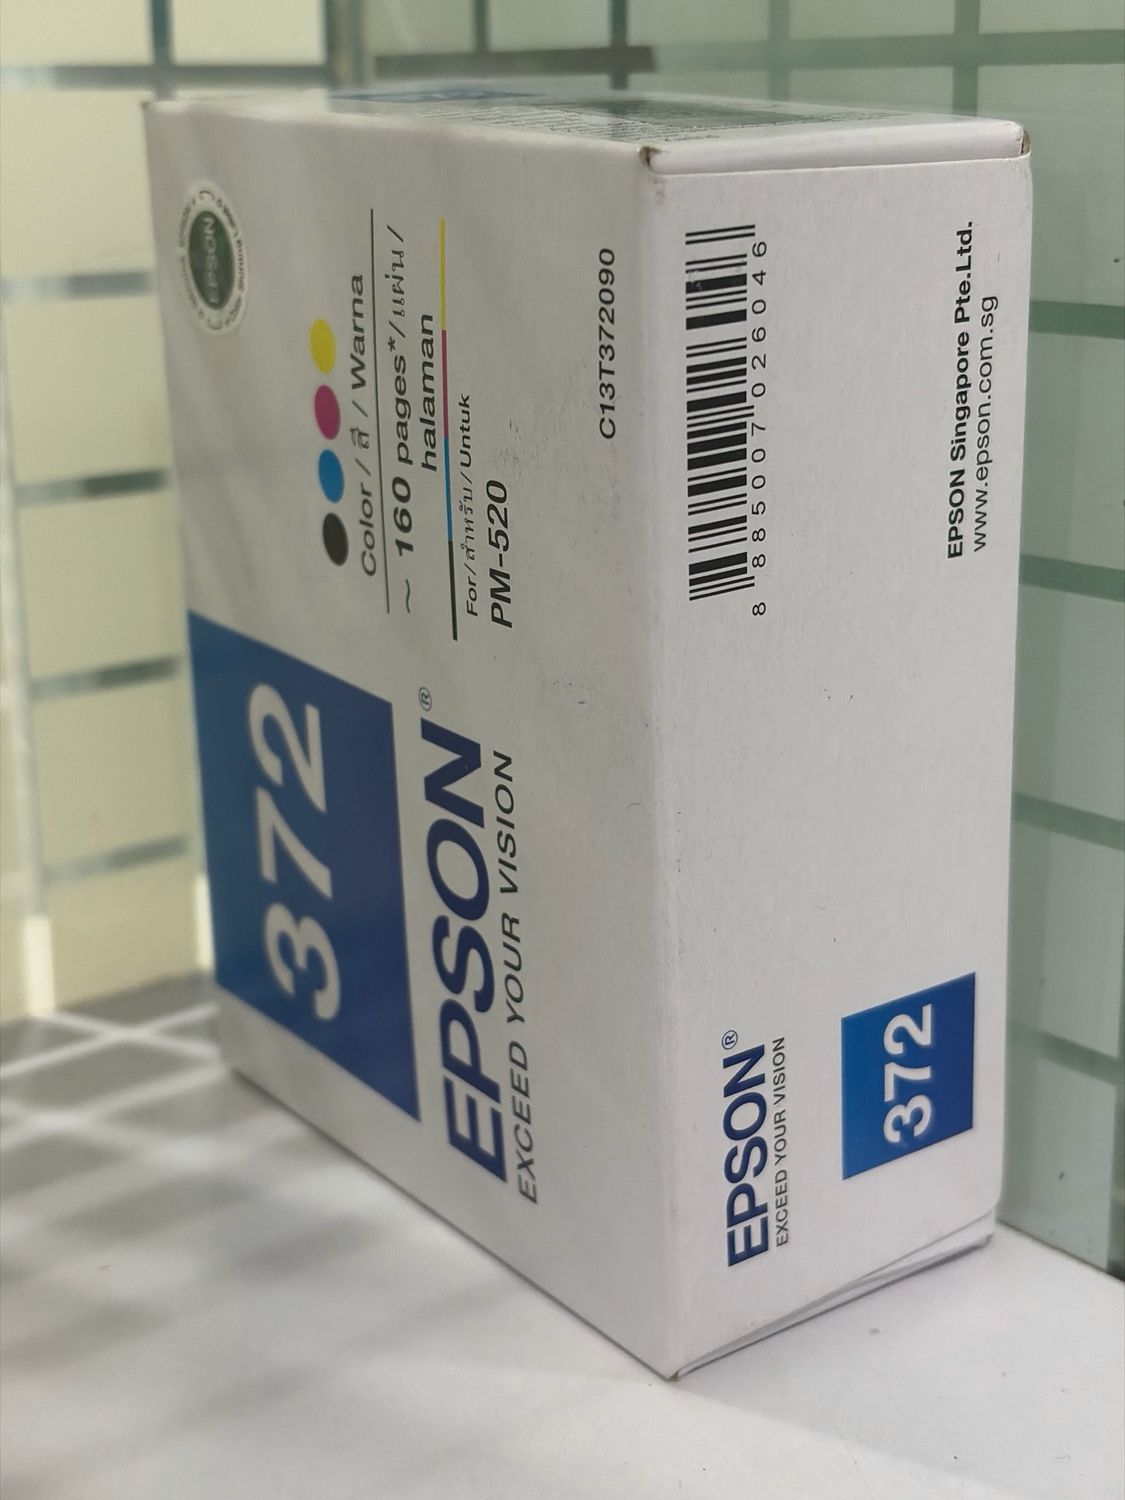 372
EPSON®
EXCEED YOUR VISION
EPSON
Color / สี / Warna
~ 160 pages*/แผ่น/
halaman
For/สำหรับ/Untuk
PM-520
C13T372090
8 885007 026046
EPSON®
EXCEED YOUR VISION
372
EPSON Singapore Pte.Ltd.
www.epson.com.sg